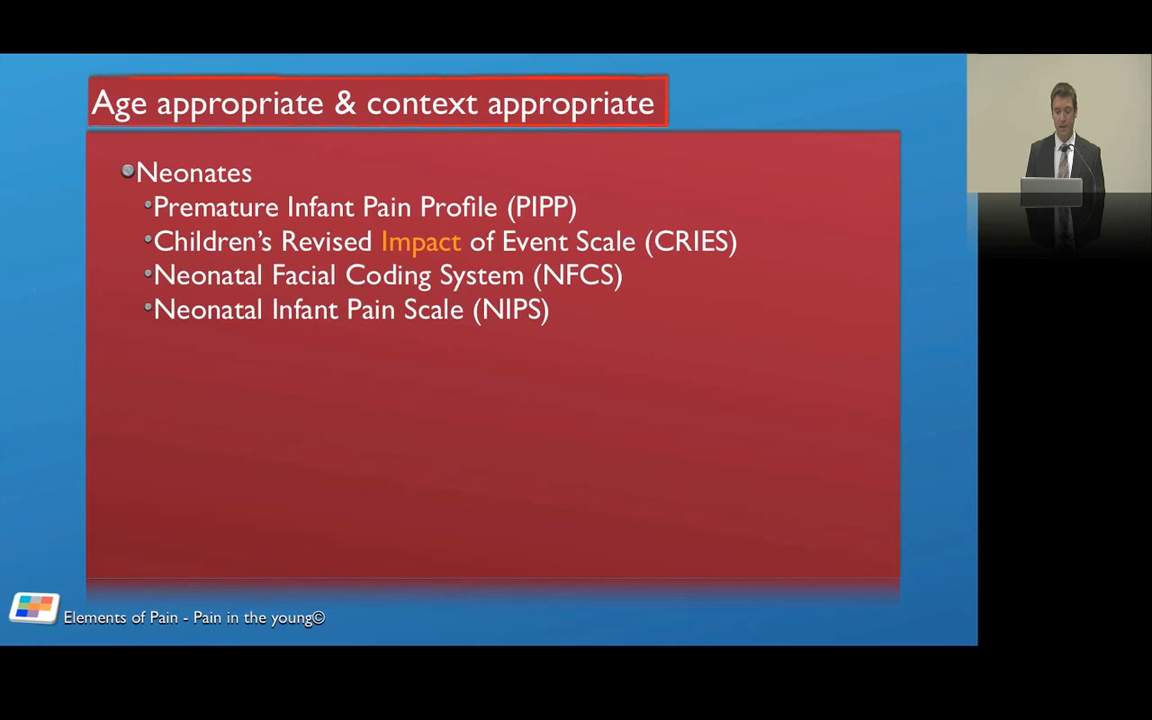 Age appropriate & context appropriate
Neonates
Premature Infant Pain Profile (PIPP)
Children's Revised Impact of Event Scale (CRIES)
Neonatal Facial Coding System (NFCS)
Neonatal Infant Pain Scale (NIPS)
Elements of Pain - Pain in the young©